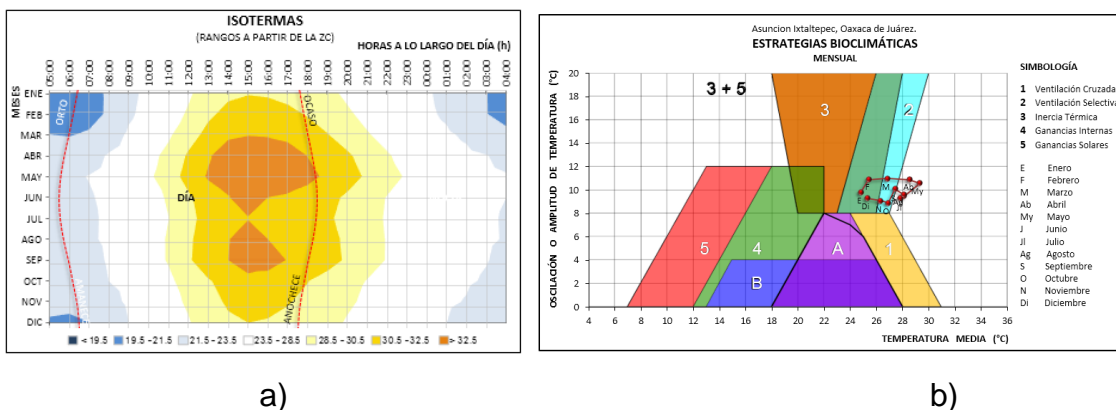 ISOTERMAS
(RANGOS A PARTIR DE LA ZC)
HORAS A LO LARGO DEL DÍA (h)
MESES
05:00 06:00 07:00 08:00 09:00 10:00 11:00 12:00 13:00 14:00 15:00 16:00 17:00 18:00 19:00 20:00 21:00 22:00 23:00 00:00 01:00 02:00 03:00 04:00
ENE
FEB
MAR
ABR
MAY
JUN
JUL
AGO
SEP
OCT
NOV
DIC
ORTO
OCASO
DÍA
ANOCHECE
< 19.5 19.5 - 21.5 21.5 - 23.5 23.5 - 28.5 28.5 - 30.5 30.5 - 32.5 > 32.5
a)
Asuncion Ixtaltepec, Oaxaca de Juárez.
ESTRATEGIAS BIOCLIMÁTICAS
MENSUAL
OSCILACIÓN O AMPLITUD DE TEMPERATURA (°C)
20
18
16
14
12
10
8
6
4
2
0
4 6 8 10 12 14 16 18 20 22 24 26 28 30 32 34 36
TEMPERATURA MEDIA (°C)
3 + 5
3
2
5
4
A
1
B
F
M
Ab
My
E
Di
N
O
Jl
SIMBOLOGÍA
1 Ventilación Cruzada
2 Ventilación Selectiva
3 Inercia Térmica
4 Ganancias Internas
5 Ganancias Solares
E Enero
F Febrero
M Marzo
Ab Abril
My Mayo
J Junio
Jl Julio
Ag Agosto
S Septiembre
O Octubre
N Noviembre
Di Diciembre
b)